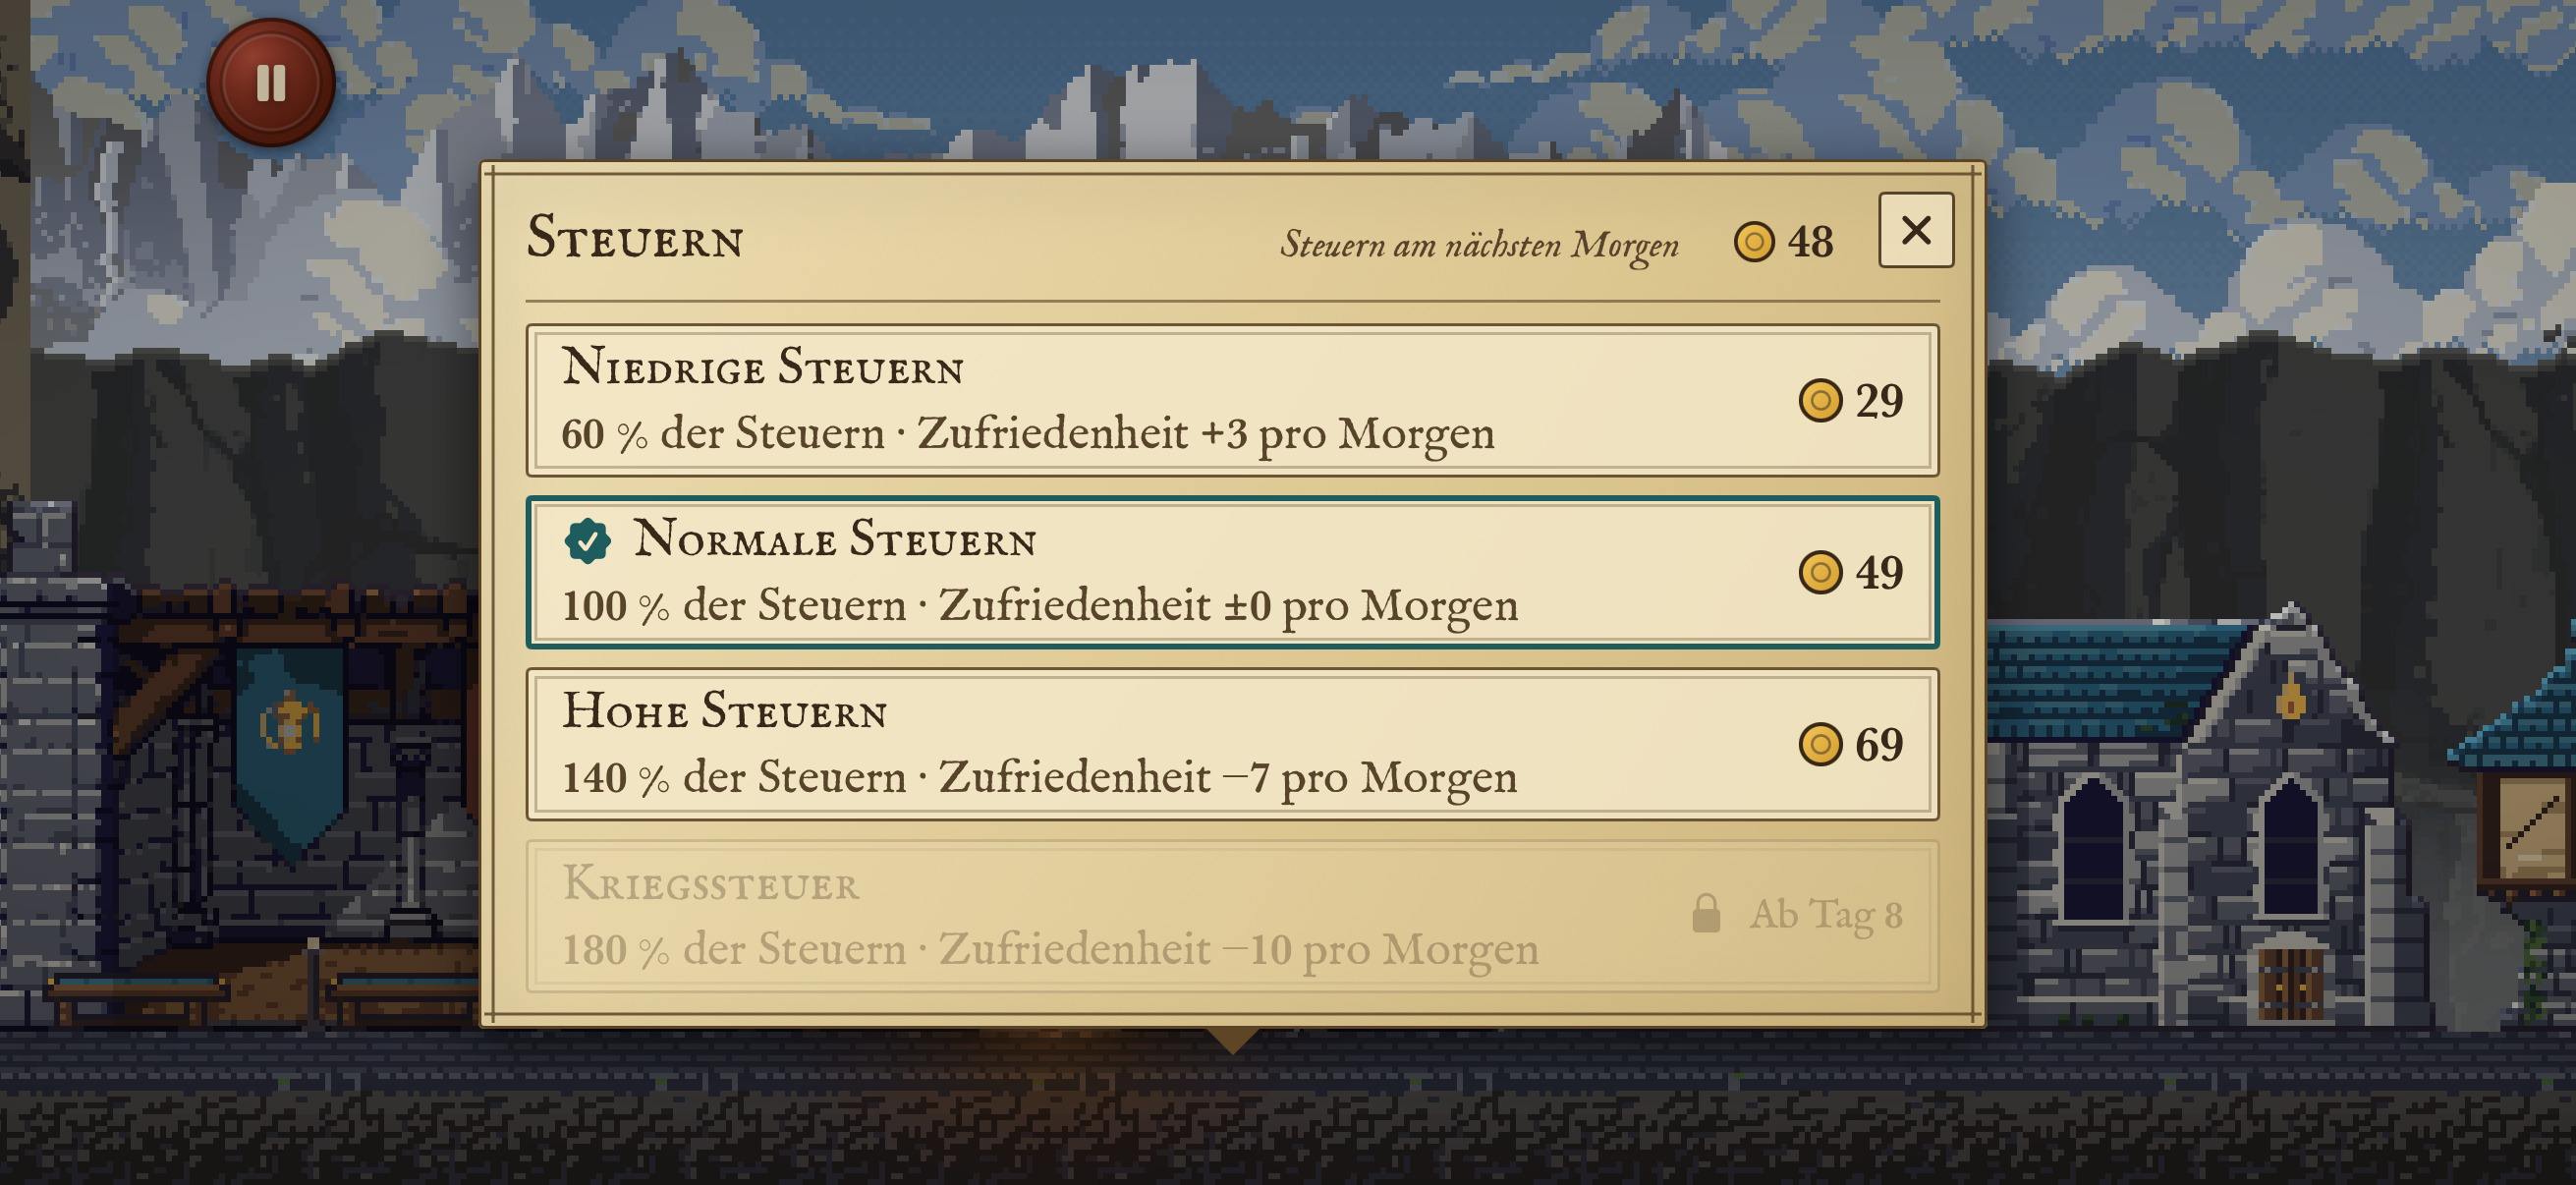 Steuern
Steuern am nächsten Morgen 48
Niedrige Steuern
60 % der Steuern · Zufriedenheit +3 pro Morgen
29
Normale Steuern
100 % der Steuern · Zufriedenheit ±0 pro Morgen
49
Hohe Steuern
140 % der Steuern · Zufriedenheit −7 pro Morgen
69
Kriegssteuer
180 % der Steuern · Zufriedenheit −10 pro Morgen
Ab Tag 8